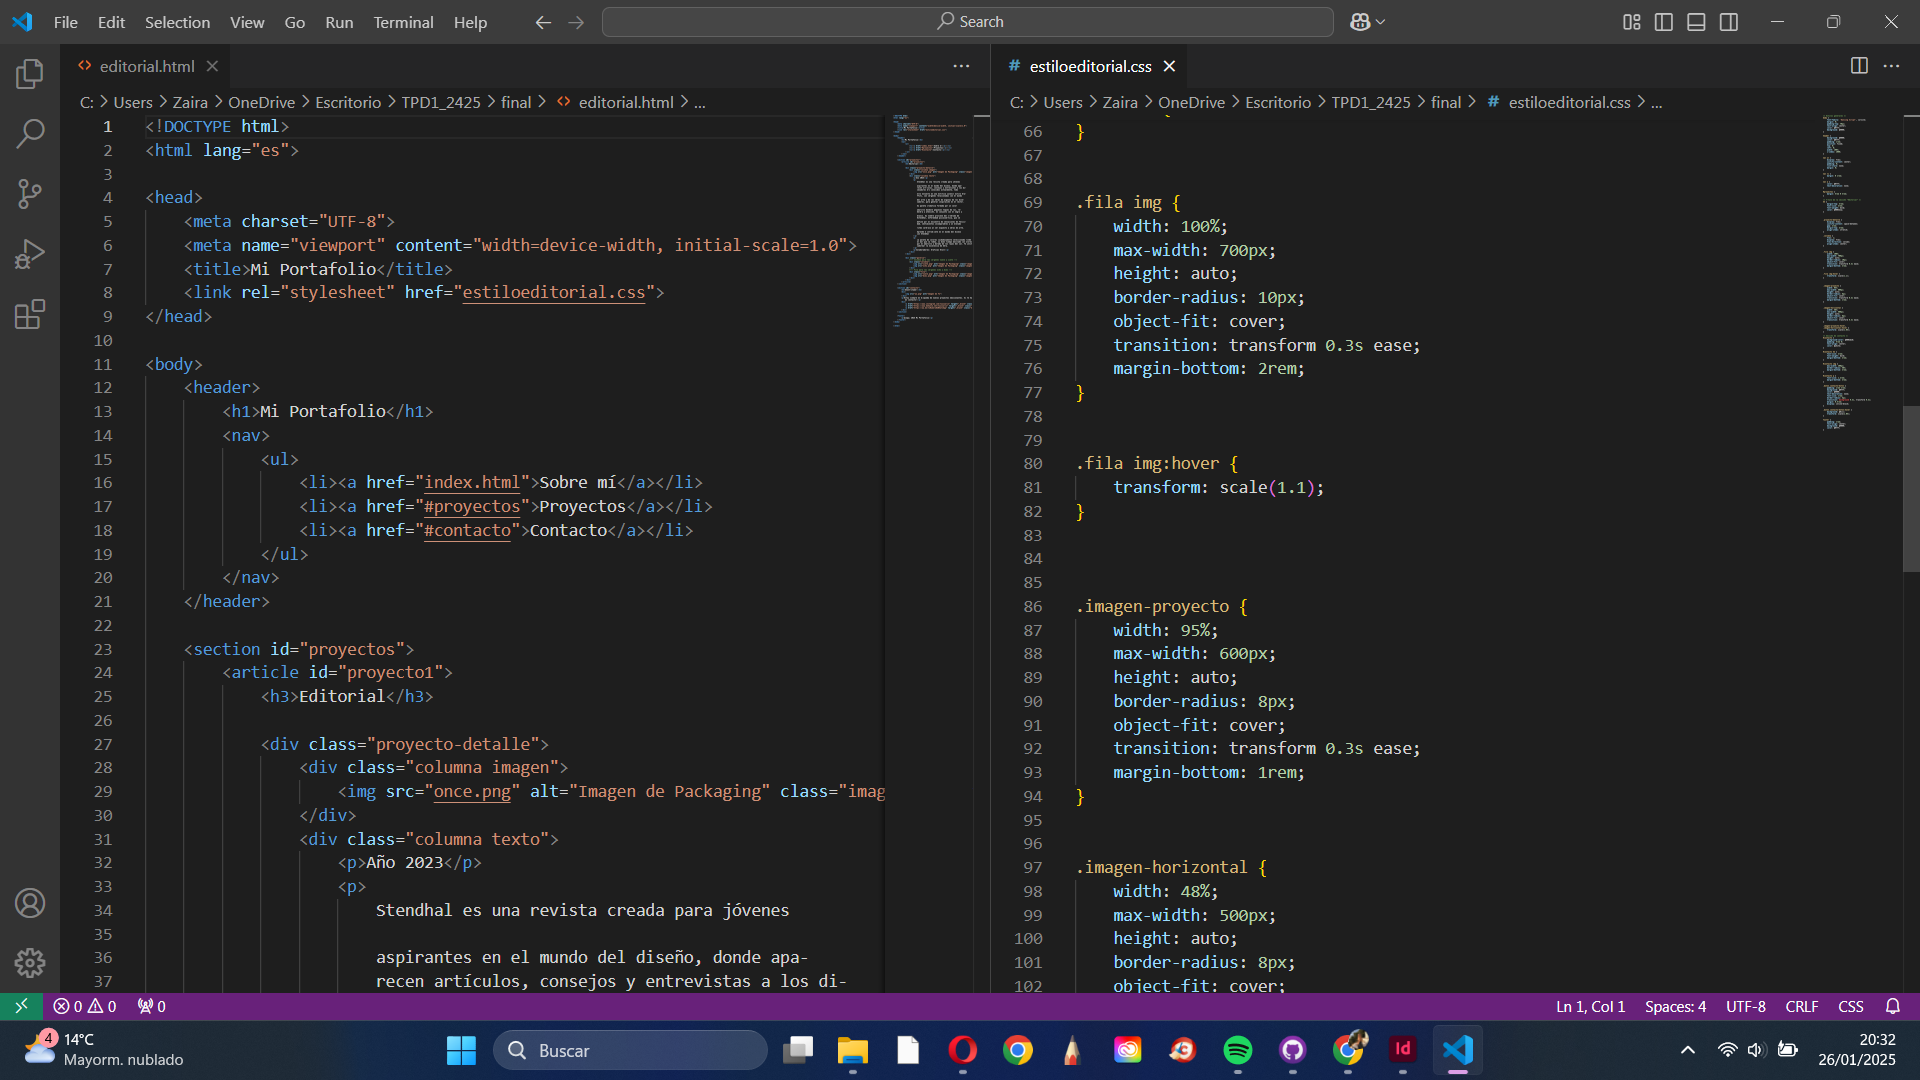 File Edit Selection View Go Run Terminal Help
Search
editorial.html
C: > Users > Zaira > OneDrive > Escritorio > TPD1_2425 > final > editorial.html > ...
1 <!DOCTYPE html>
2 <html lang="es">
3
4 <head>
5 <meta charset="UTF-8">
6 <meta name="viewport" content="width=device-width, initial-scale=1.0">
7 <title>Mi Portafolio</title>
8 <link rel="stylesheet" href="estiloeditorial.css">
9 </head>
10
11 <body>
12 <header>
13 <h1>Mi Portafolio</h1>
14 <nav>
15 <ul>
16 <li><a href="index.html">Sobre mí</a></li>
17 <li><a href="#proyectos">Proyectos</a></li>
18 <li><a href="#contacto">Contacto</a></li>
19 </ul>
20 </nav>
21 </header>
22
23 <section id="proyectos">
24 <article id="proyecto1">
25 <h3>Editorial</h3>
26
27 <div class="proyecto-detalle">
28 <div class="columna imagen">
29 <img src="once.png" alt="Imagen de Packaging" class="imag
30 </div>
31 <div class="columna texto">
32 <p>Año 2023</p>
33 <p>
34 Stendhal es una revista creada para jóvenes
35
36 aspirantes en el mundo del diseño, donde apa-
37 recen artículos, consejos y entrevistas a los di-
estiloeditorial.css
C: > Users > Zaira > OneDrive > Escritorio > TPD1_2425 > final > estiloeditorial.css > ...
66 }
67
68
69 .fila img {
70 width: 100%;
71 max-width: 700px;
72 height: auto;
73 border-radius: 10px;
74 object-fit: cover;
75 transition: transform 0.3s ease;
76 margin-bottom: 2rem;
77 }
78
79
80 .fila img:hover {
81 transform: scale(1.1);
82 }
83
84
85
86 .imagen-proyecto {
87 width: 95%;
88 max-width: 600px;
89 height: auto;
90 border-radius: 8px;
91 object-fit: cover;
92 transition: transform 0.3s ease;
93 margin-bottom: 1rem;
94 }
95
96
97 .imagen-horizontal {
98 width: 48%;
99 max-width: 500px;
100 height: auto;
101 border-radius: 8px;
102 object-fit: cover;
0 0 0
Ln 1, Col 1 Spaces: 4 UTF-8 CRLF CSS
4
14°C
Mayorm. nublado
Buscar
Id
20:32
26/01/2025